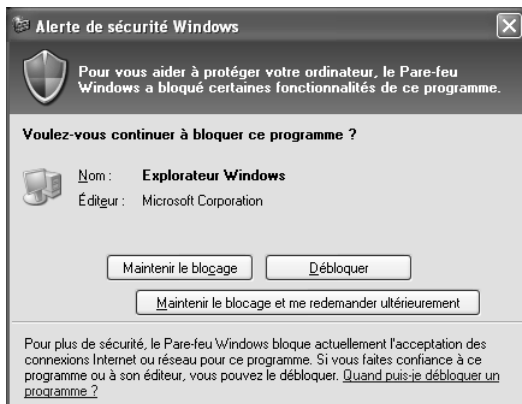 Alerte de sécurité Windows
Pour vous aider à protéger votre ordinateur, le Pare-feu
Windows a bloqué certaines fonctionnalités de ce programme.
Voulez-vous continuer à bloquer ce programme ?
Nom : Explorateur Windows
Éditeur : Microsoft Corporation
Maintenir le blocage Débloquer
Maintenir le blocage et me redemander ultérieurement
Pour plus de sécurité, le Pare-feu Windows bloque actuellement l'acceptation des
connexions Internet ou réseau pour ce programme. Si vous faites confiance à ce
programme ou à son éditeur, vous pouvez le débloquer. Quand puis-je débloquer un
programme ?